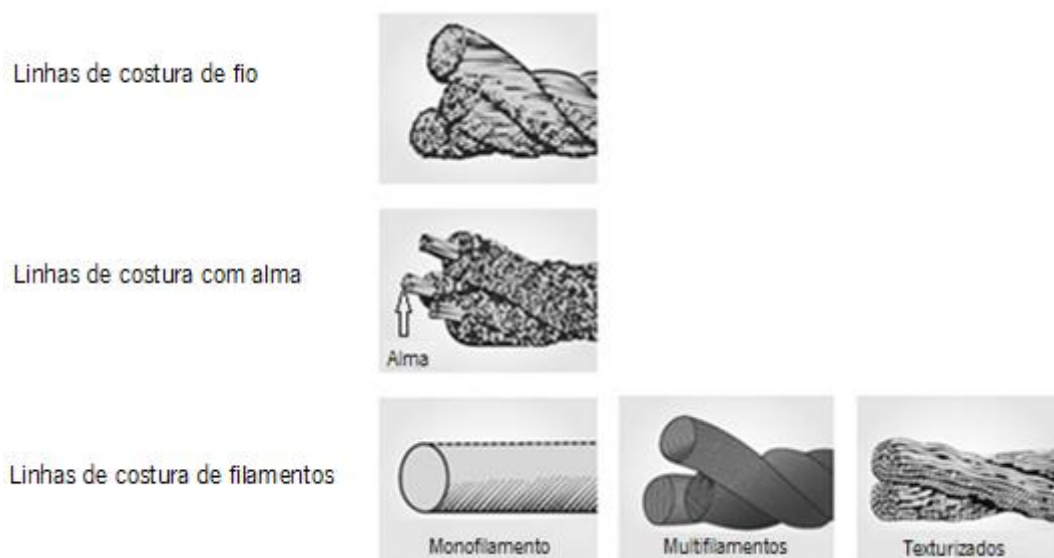 Linhas de costura de fio
Linhas de costura com alma
Alma
Linhas de costura de filamentos
Monofilamento
Multifilamentos
Texturizados